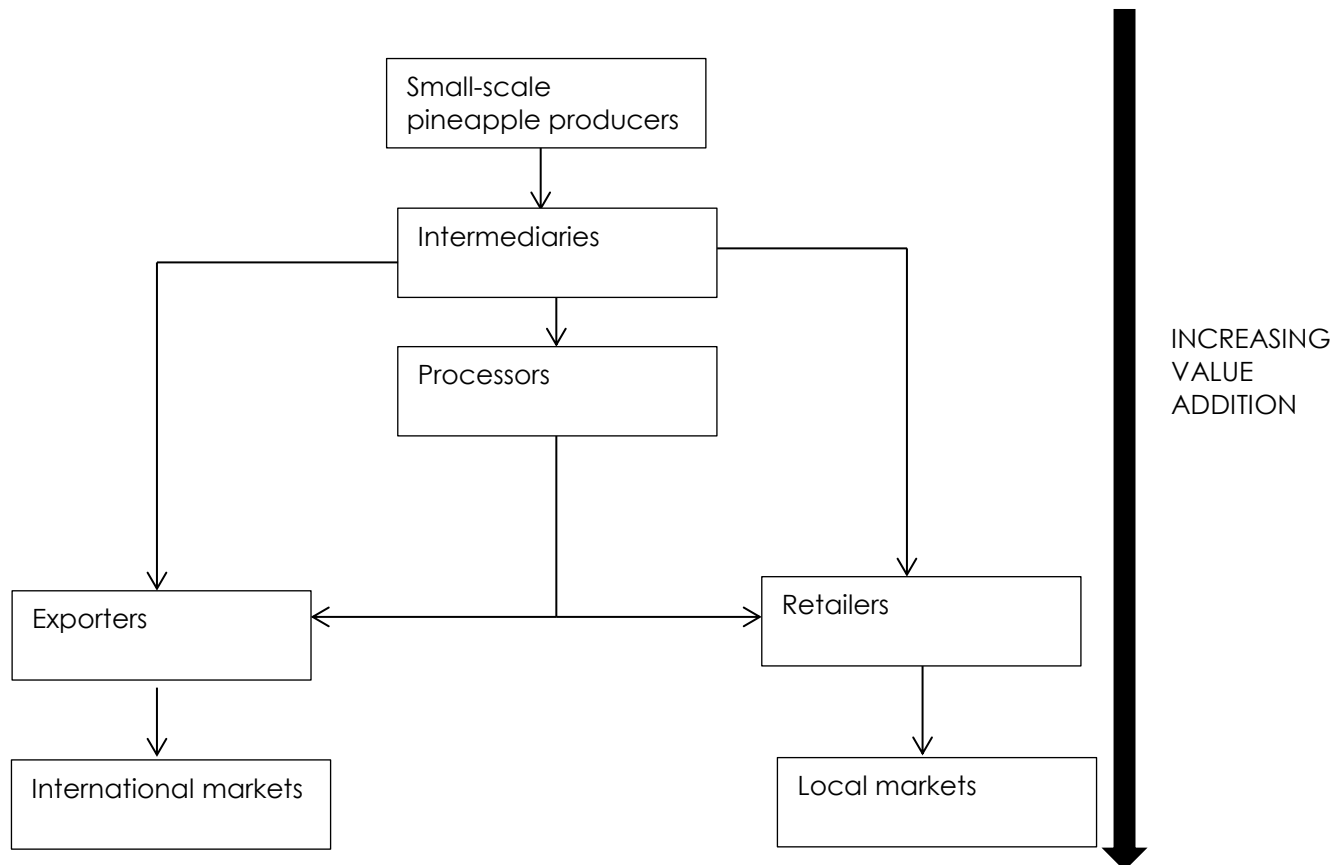 Small-scale
pineapple producers
Intermediaries
Processors
INCREASING
VALUE
ADDITION
Exporters
Retailers
International markets
Local markets